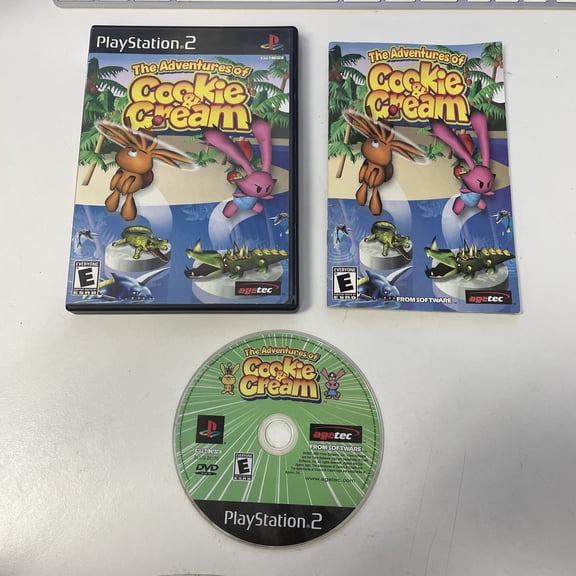 PlayStation 2
The Adventures of
Cookie
&
Cream
EVERYONE
E
ESRB
agetec
The Adventures of
Cookie
&
Cream
EVERYONE
E
ESRB
FROM SOFTWARE
agetec
The Adventures of
Cookie
&
Cream
DVD
EVERYONE
E
ESRB
agetec
FROM SOFTWARE
www.agetec.com
PlayStation 2